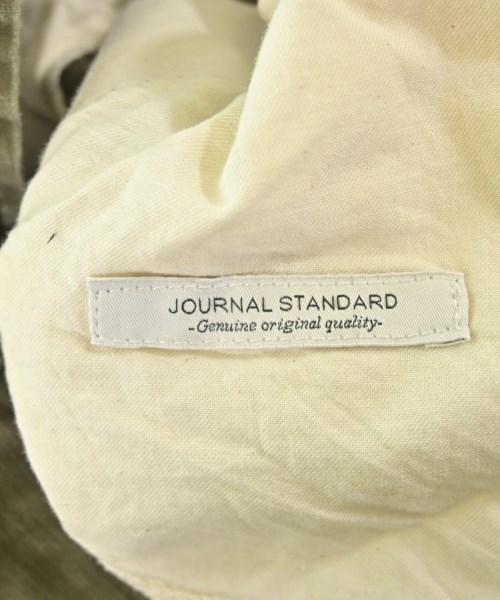 JOURNAL STANDARD
-Genuine original quality-